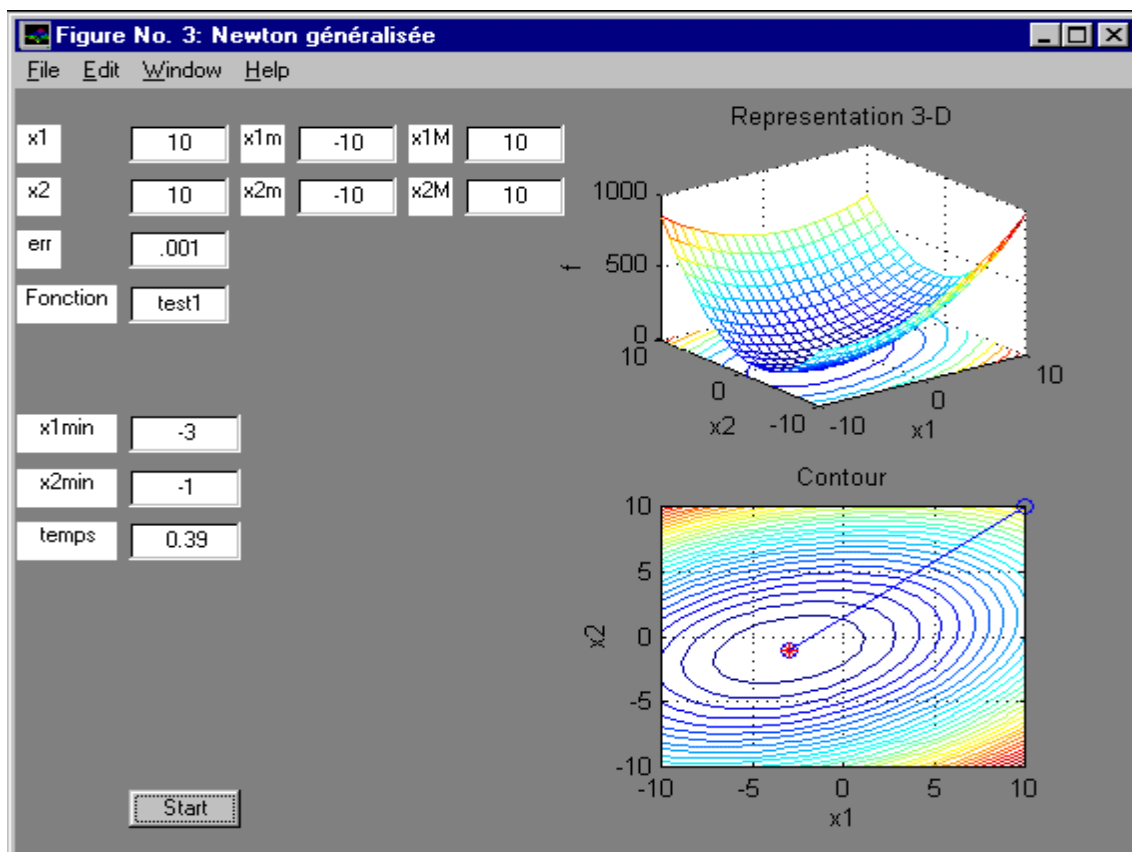 Figure No. 3: Newton généralisée
File Edit Window Help
x1 10 x1m -10 x1M 10
x2 10 x2m -10 x2M 10
err .001
Fonction test1
x1min -3
x2min -1
temps 0.39
Start
Representation 3-D
1000
500
0
f
10
0
-10
x2
-10
0
10
x1
Contour
10
5
0
-5
-10
x2
-10 -5 0 5 10
x1